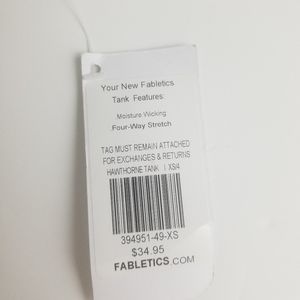 Your New Fabletics
Tank Features:
Moisture Wicking
.Four-Way Stretch
TAG MUST REMAIN ATTACHED
FOR EXCHANGES & RETURNS
HAWTHORNE TANK | XS/4
394951-49-XS
$34.95
FABLETICS.COM